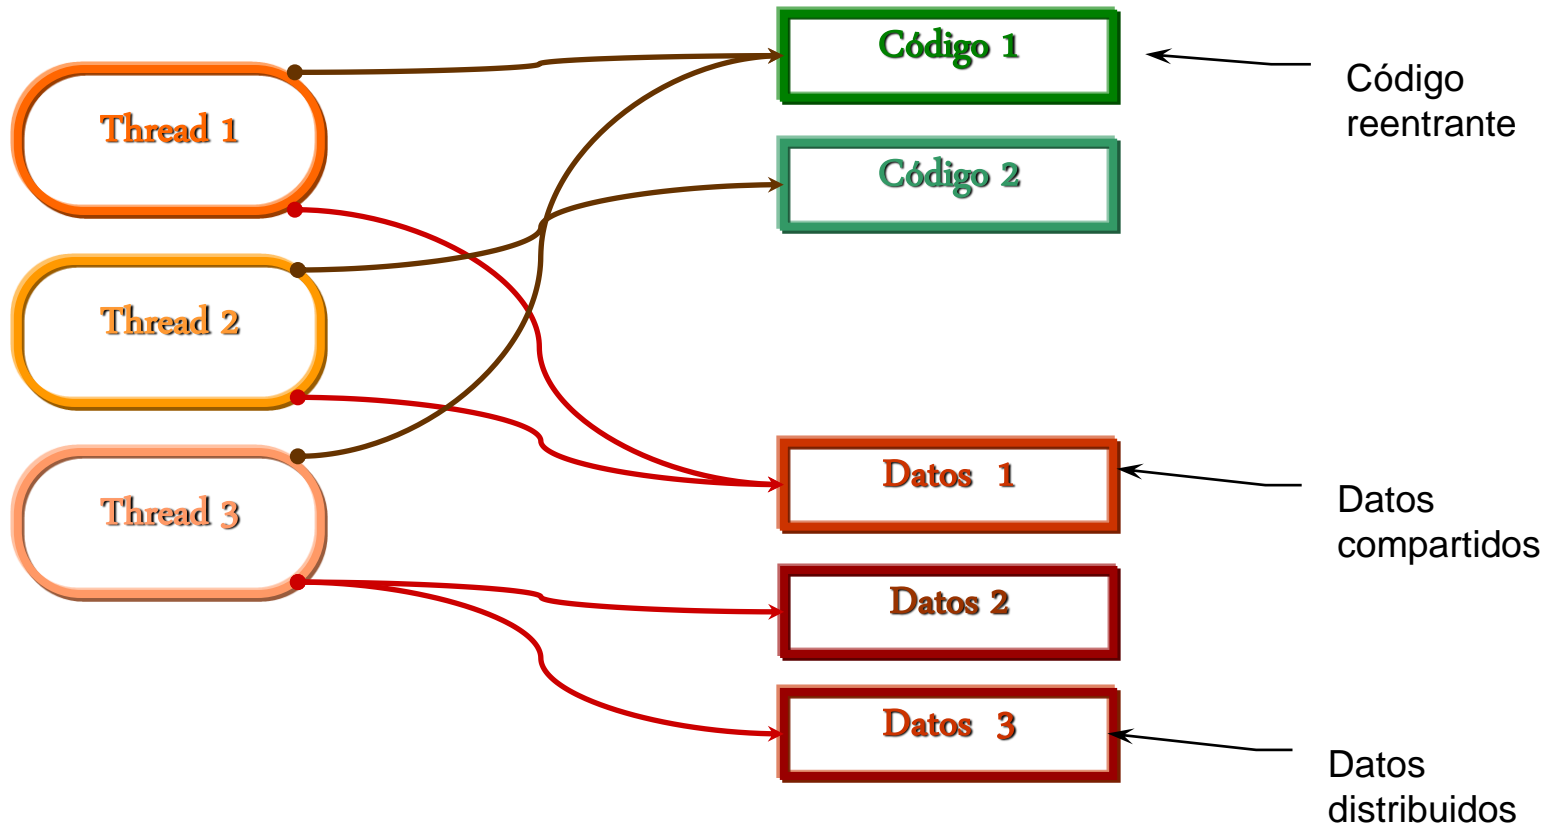 Código 1
Código
reentrante
Thread 1
Código 2
Thread 2
Datos 1
Datos
compartidos
Thread 3
Datos 2
Datos 3
Datos
distribuidos